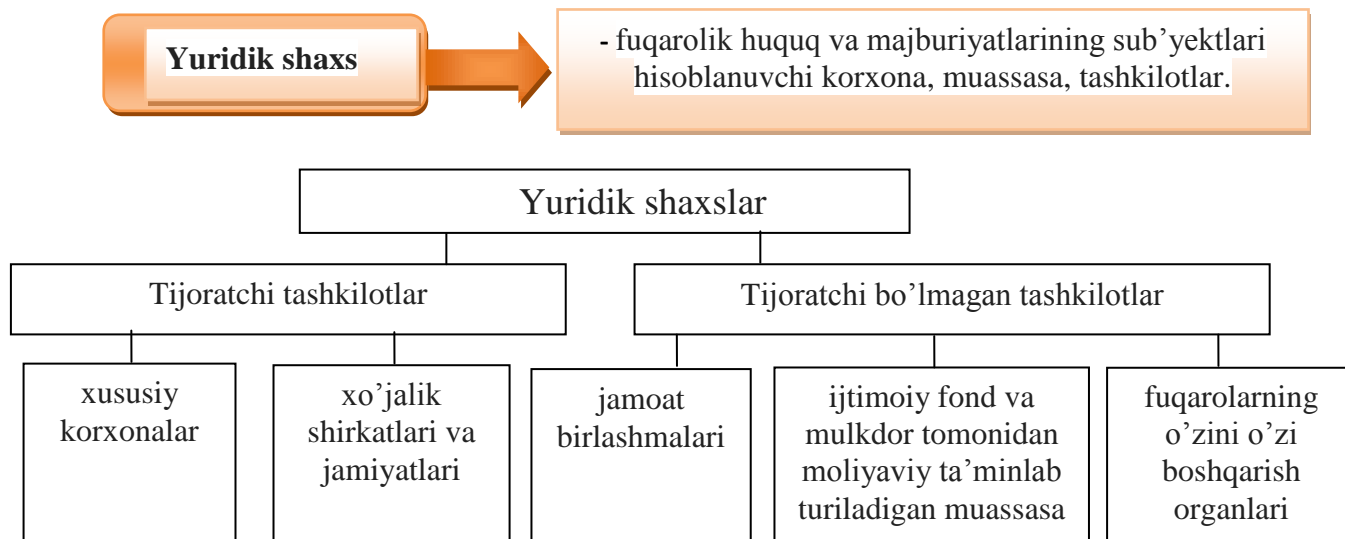 Yuridik shaxs
- fuqarolik huquq va majburiyatlarining sub’yektlari
hisoblanuvchi korxona, muassasa, tashkilotlar.
Yuridik shaxslar
Tijoratchi tashkilotlar
Tijoratchi bo’lmagan tashkilotlar
xususiy
korxonalar
xo’jalik
shirkatlari va
jamiyatlari
jamoat
birlashmalari
ijtimoiy fond va
mulkdor tomonidan
moliyaviy ta’minlab
turiladigan muassasa
fuqarolarning
o’zini o’zi
boshqarish
organlari